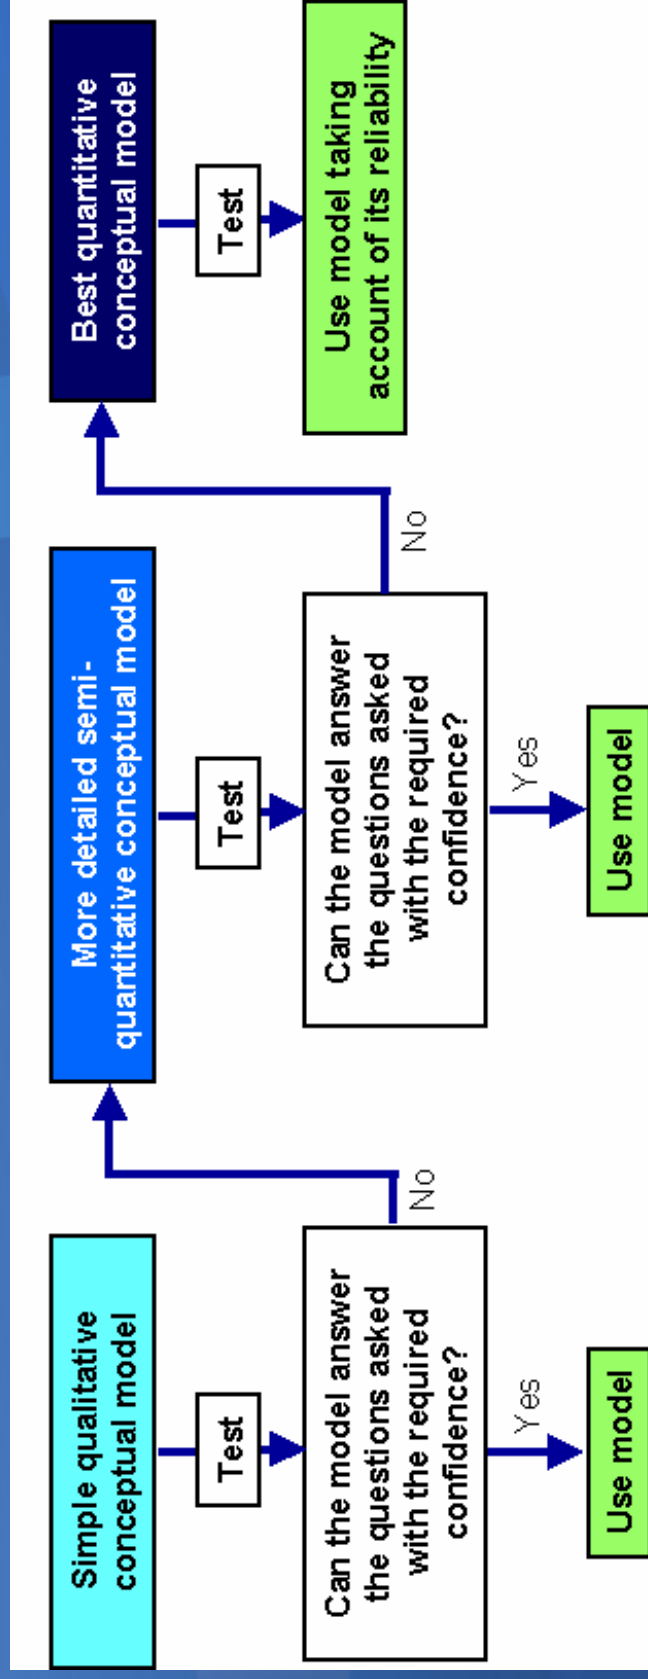 Simple qualitative
conceptual model
Test
Can the model answer
the questions asked
with the required
confidence?
No
Yes
Use model
More detailed semi-
quantitative conceptual model
Test
Can the model answer
the questions asked
with the required
confidence?
No
Yes
Use model
Best quantitative
conceptual model
Test
Use model taking
account of its reliability